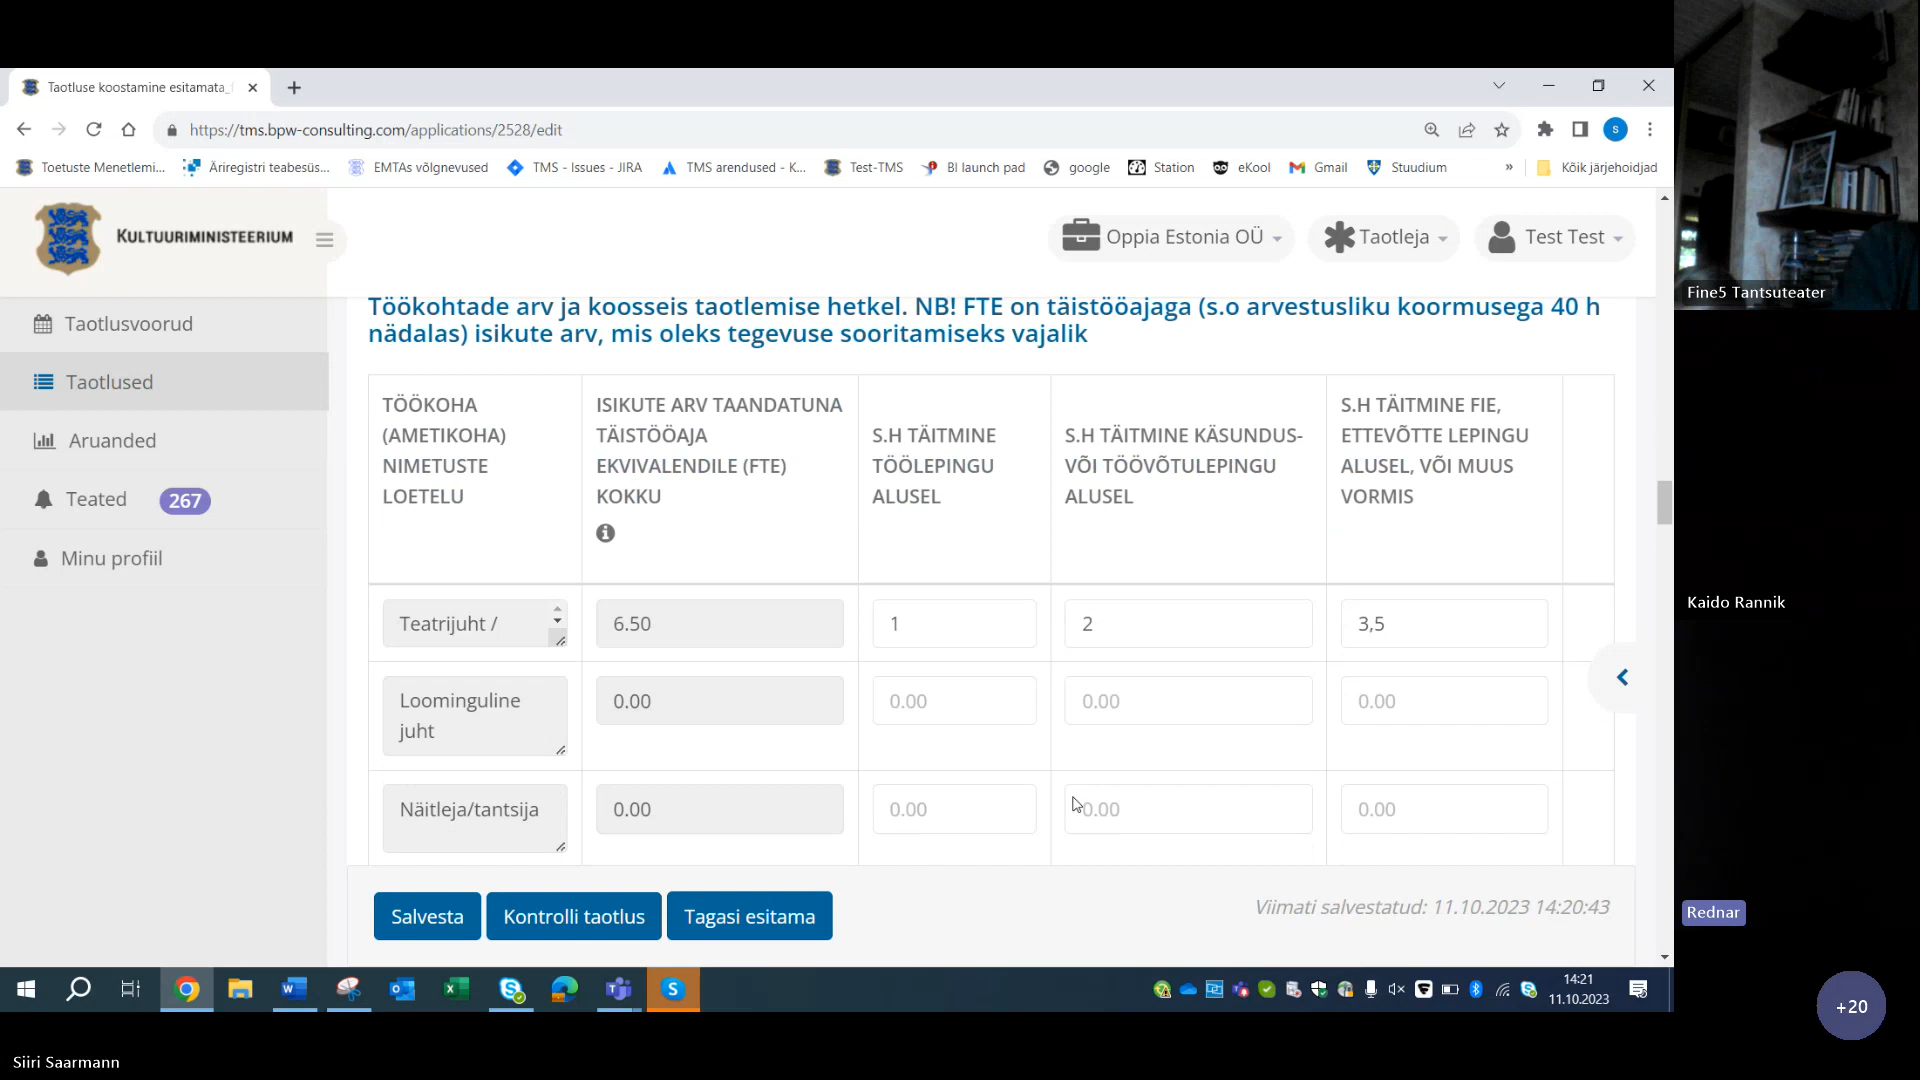 Taotluse koostamine esitamata_
https://tms.bpw-consulting.com/applications/2528/edit
Toetuste Menetlemi...
Äriregistri teabesüs...
EMTAs võlgnevused
TMS - Issues - JIRA
TMS arendused - K...
Test-TMS
BI launch pad
google
Station
eKool
Gmail
Stuudium
»
Kõik järjehoidjad
KULTUURIMINISTEERIUM
Oppia Estonia OÜ
Taotleja
Test Test
Taotlusvoorud
Taotlused
Aruanded
Teated 267
Minu profiil
Töökohtade arv ja koosseis taotlemise hetkel. NB! FTE on täistööajaga (s.o arvestusliku koormusega 40 h
nädalas) isikute arv, mis oleks tegevuse sooritamiseks vajalik
TÖÖKOHA
(AMETIKOHA)
NIMETUSTE
LOETELU
ISIKUTE ARV TAANDATUNA
TÄISTÖÖAJA
EKVIVALENDILE (FTE)
KOKKU
S.H TÄITMINE
TÖÖLEPINGU
ALUSEL
S.H TÄITMINE KÄSUNDUS-
VÕI TÖÖVÕTULEPINGU
ALUSEL
S.H TÄITMINE FIE,
ETTEVÕTTE LEPINGU
ALUSEL, VÕI MUUS
VORMIS
Teatrijuht /
6.50
1
2
3,5
Loominguline
juht
0.00
0.00
0.00
0.00
Näitleja/tantsija
0.00
0.00
0.00
0.00
Salvesta
Kontrolli taotlus
Tagasi esitama
Viimati salvestatud: 11.10.2023 14:20:43
14:21
11.10.2023
Fine5 Tantsuteater
Kaido Rannik
Rednar
+20
Siiri Saarmann